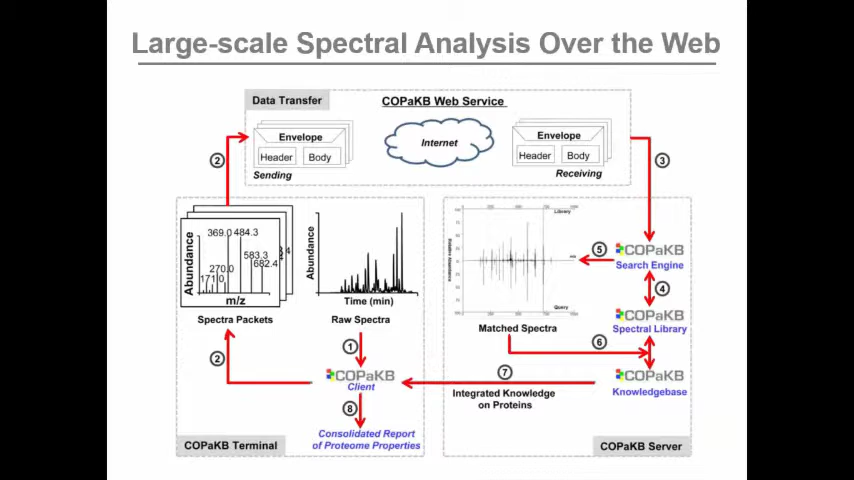 Large-scale Spectral Analysis Over the Web
Data Transfer
COPaKB Web Service
Envelope
Header
Body
Sending
Internet
Envelope
Header
Body
Receiving
2
3
Abundance
369.0
484.3
583.3
682.4
270.0
171.0
m/z
Spectra Packets
Abundance
Time (min)
Raw Spectra
Library
Query
Matched Spectra
5
COPaKB
Search Engine
4
COPaKB
Spectral Library
6
COPaKB
Knowledgebase
2
1
COPaKB
Client
7
Integrated Knowledge
on Proteins
8
Consolidated Report
of Proteome Properties
COPaKB Terminal
COPaKB Server